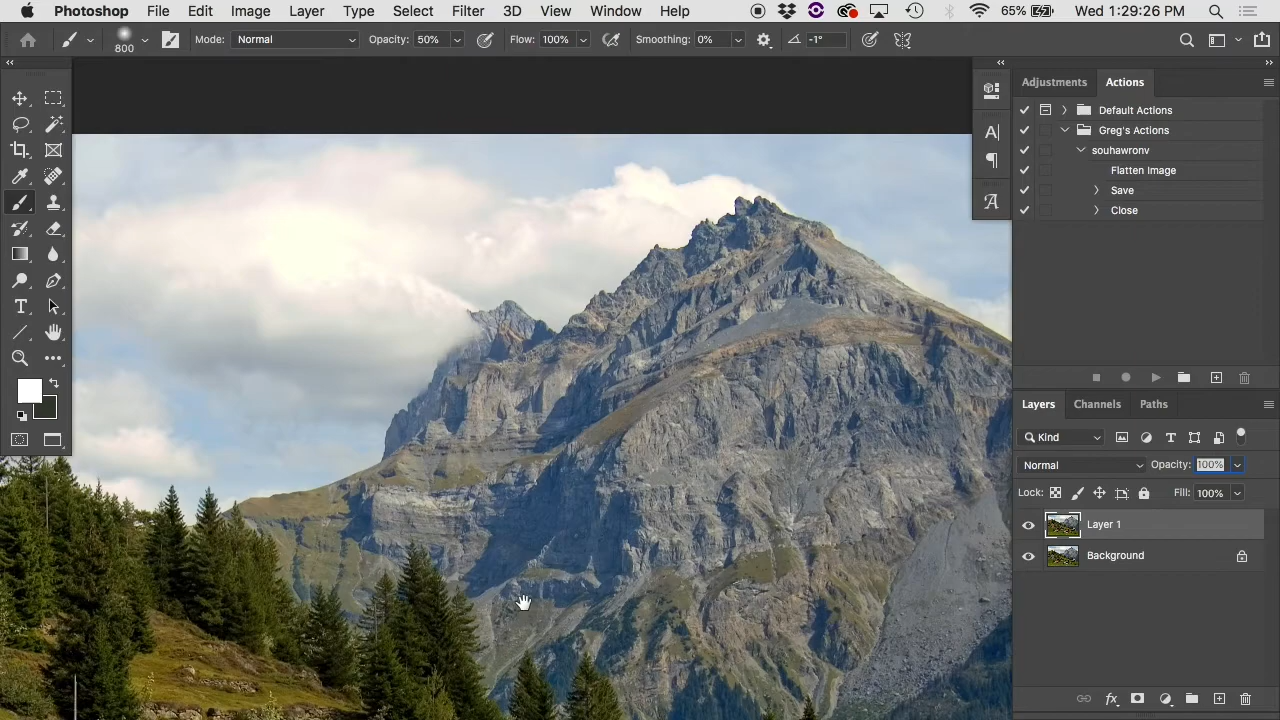 Photoshop File Edit Image Layer Type Select Filter 3D View Window Help 65% Wed 1:29:26 PM
800 Mode: Normal Opacity: 50% Flow: 100% Smoothing: 0% -1°
Adjustments Actions
Default Actions
Greg's Actions
souhawronv
Flatten Image
Save
Close
Layers Channels Paths
Kind
Normal Opacity: 100%
Lock: Fill: 100%
Layer 1
Background